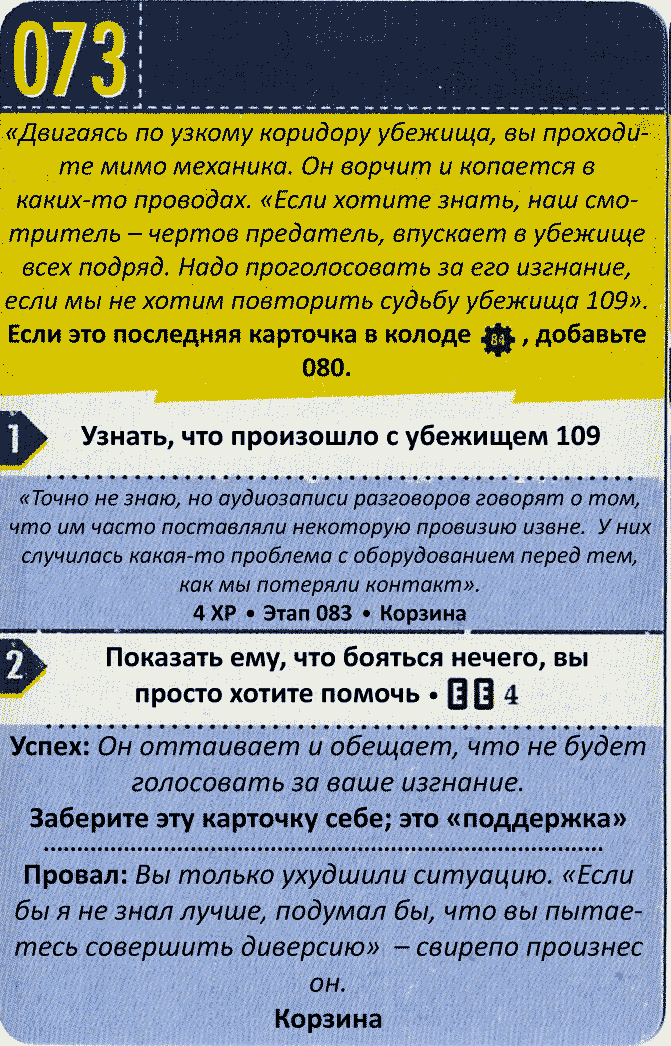 073
«Двигаясь по узкому коридору убежища, вы проходи-
те мимо механика. Он ворчит и копается в
каких-то проводах. «Если хотите знать, наш смо-
тритель – чертов предатель, впускает в убежище
всех подряд. Надо проголосовать за его изгнание,
если мы не хотим повторить судьбу убежища 109».
Если это последняя карточка в колоде 84 , добавьте
080.
1 Узнать, что произошло с убежищем 109
«Точно не знаю, но аудиозаписи разговоров говорят о том,
что им часто поставляли некоторую провизию извне. У них
случилась какая-то проблема с оборудованием перед тем,
как мы потеряли контакт».
4 XP • Этап 083 • Корзина
2 Показать ему, что бояться нечего, вы
просто хотите помочь • E E 4
Успех: Он оттаивает и обещает, что не будет
голосовать за ваше изгнание.
Заберите эту карточку себе; это «поддержка»
Провал: Вы только ухудшили ситуацию. «Если
бы я не знал лучше, подумал бы, что вы пытае-
тесь совершить диверсию» – свирепо произнес
он.
Корзина